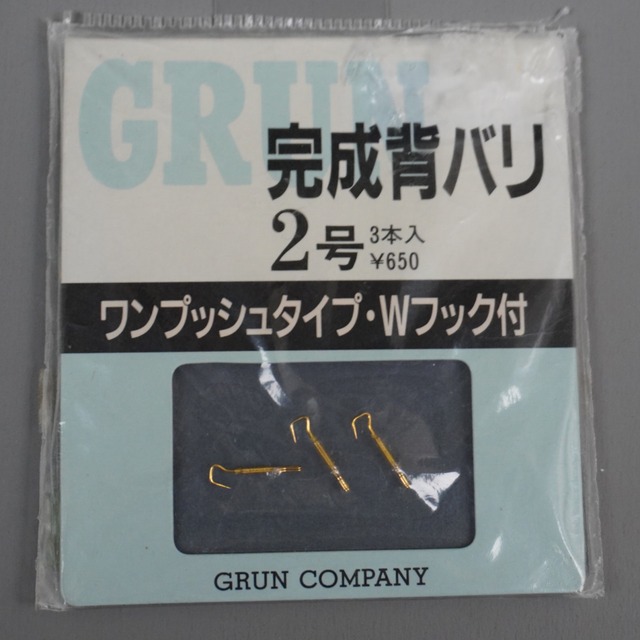 GRUN
完成背バリ
2号 3本入 ¥650
ワンプッシュタイプ・Wフック付
GRUN COMPANY